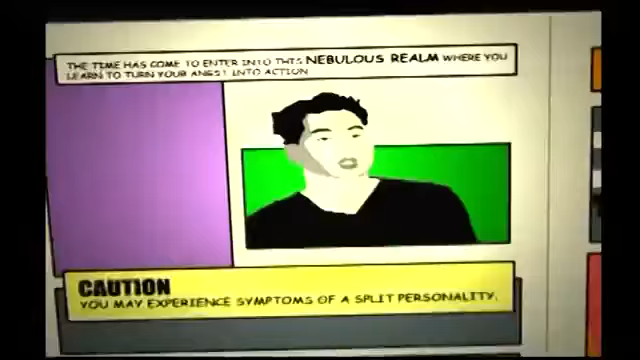 THE TIME HAS COME TO ENTER INTO THIS NEBULOUS REALM WHERE YOU
LEARN TO TURN YOUR ANGST INTO ACTION
CAUTION
YOU MAY EXPERIENCE SYMPTOMS OF A SPLIT PERSONALITY.